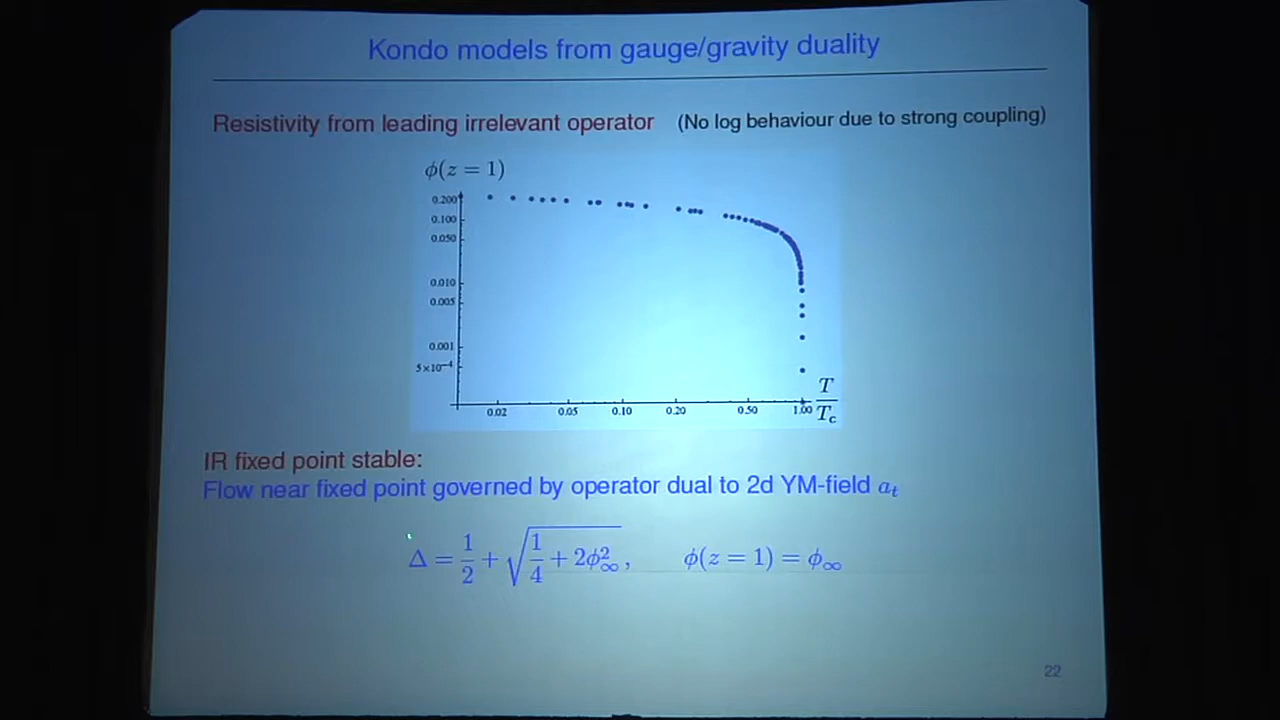 Kondo models from gauge/gravity duality
Resistivity from leading irrelevant operator (No log behaviour due to strong coupling)
ϕ(z = 1)
0.200
0.100
0.050
0.010
0.005
0.001
5×10⁻⁴
0.02 0.05 0.10 0.20 0.50 1.00
T/T_c
IR fixed point stable:
Flow near fixed point governed by operator dual to 2d YM-field a_t
Δ = 1/2 + √(1/4 + 2ϕ²_∞), ϕ(z = 1) = ϕ_∞
22